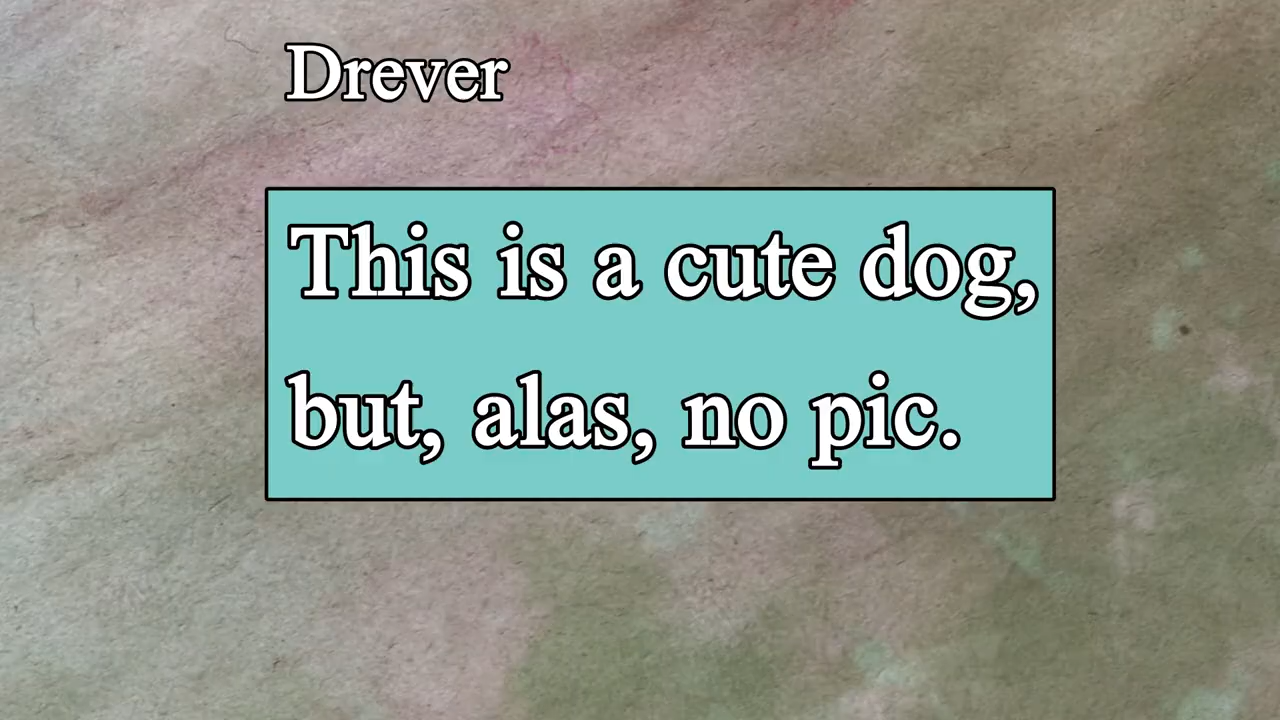 Drever
This is a cute dog,
but, alas, no pic.